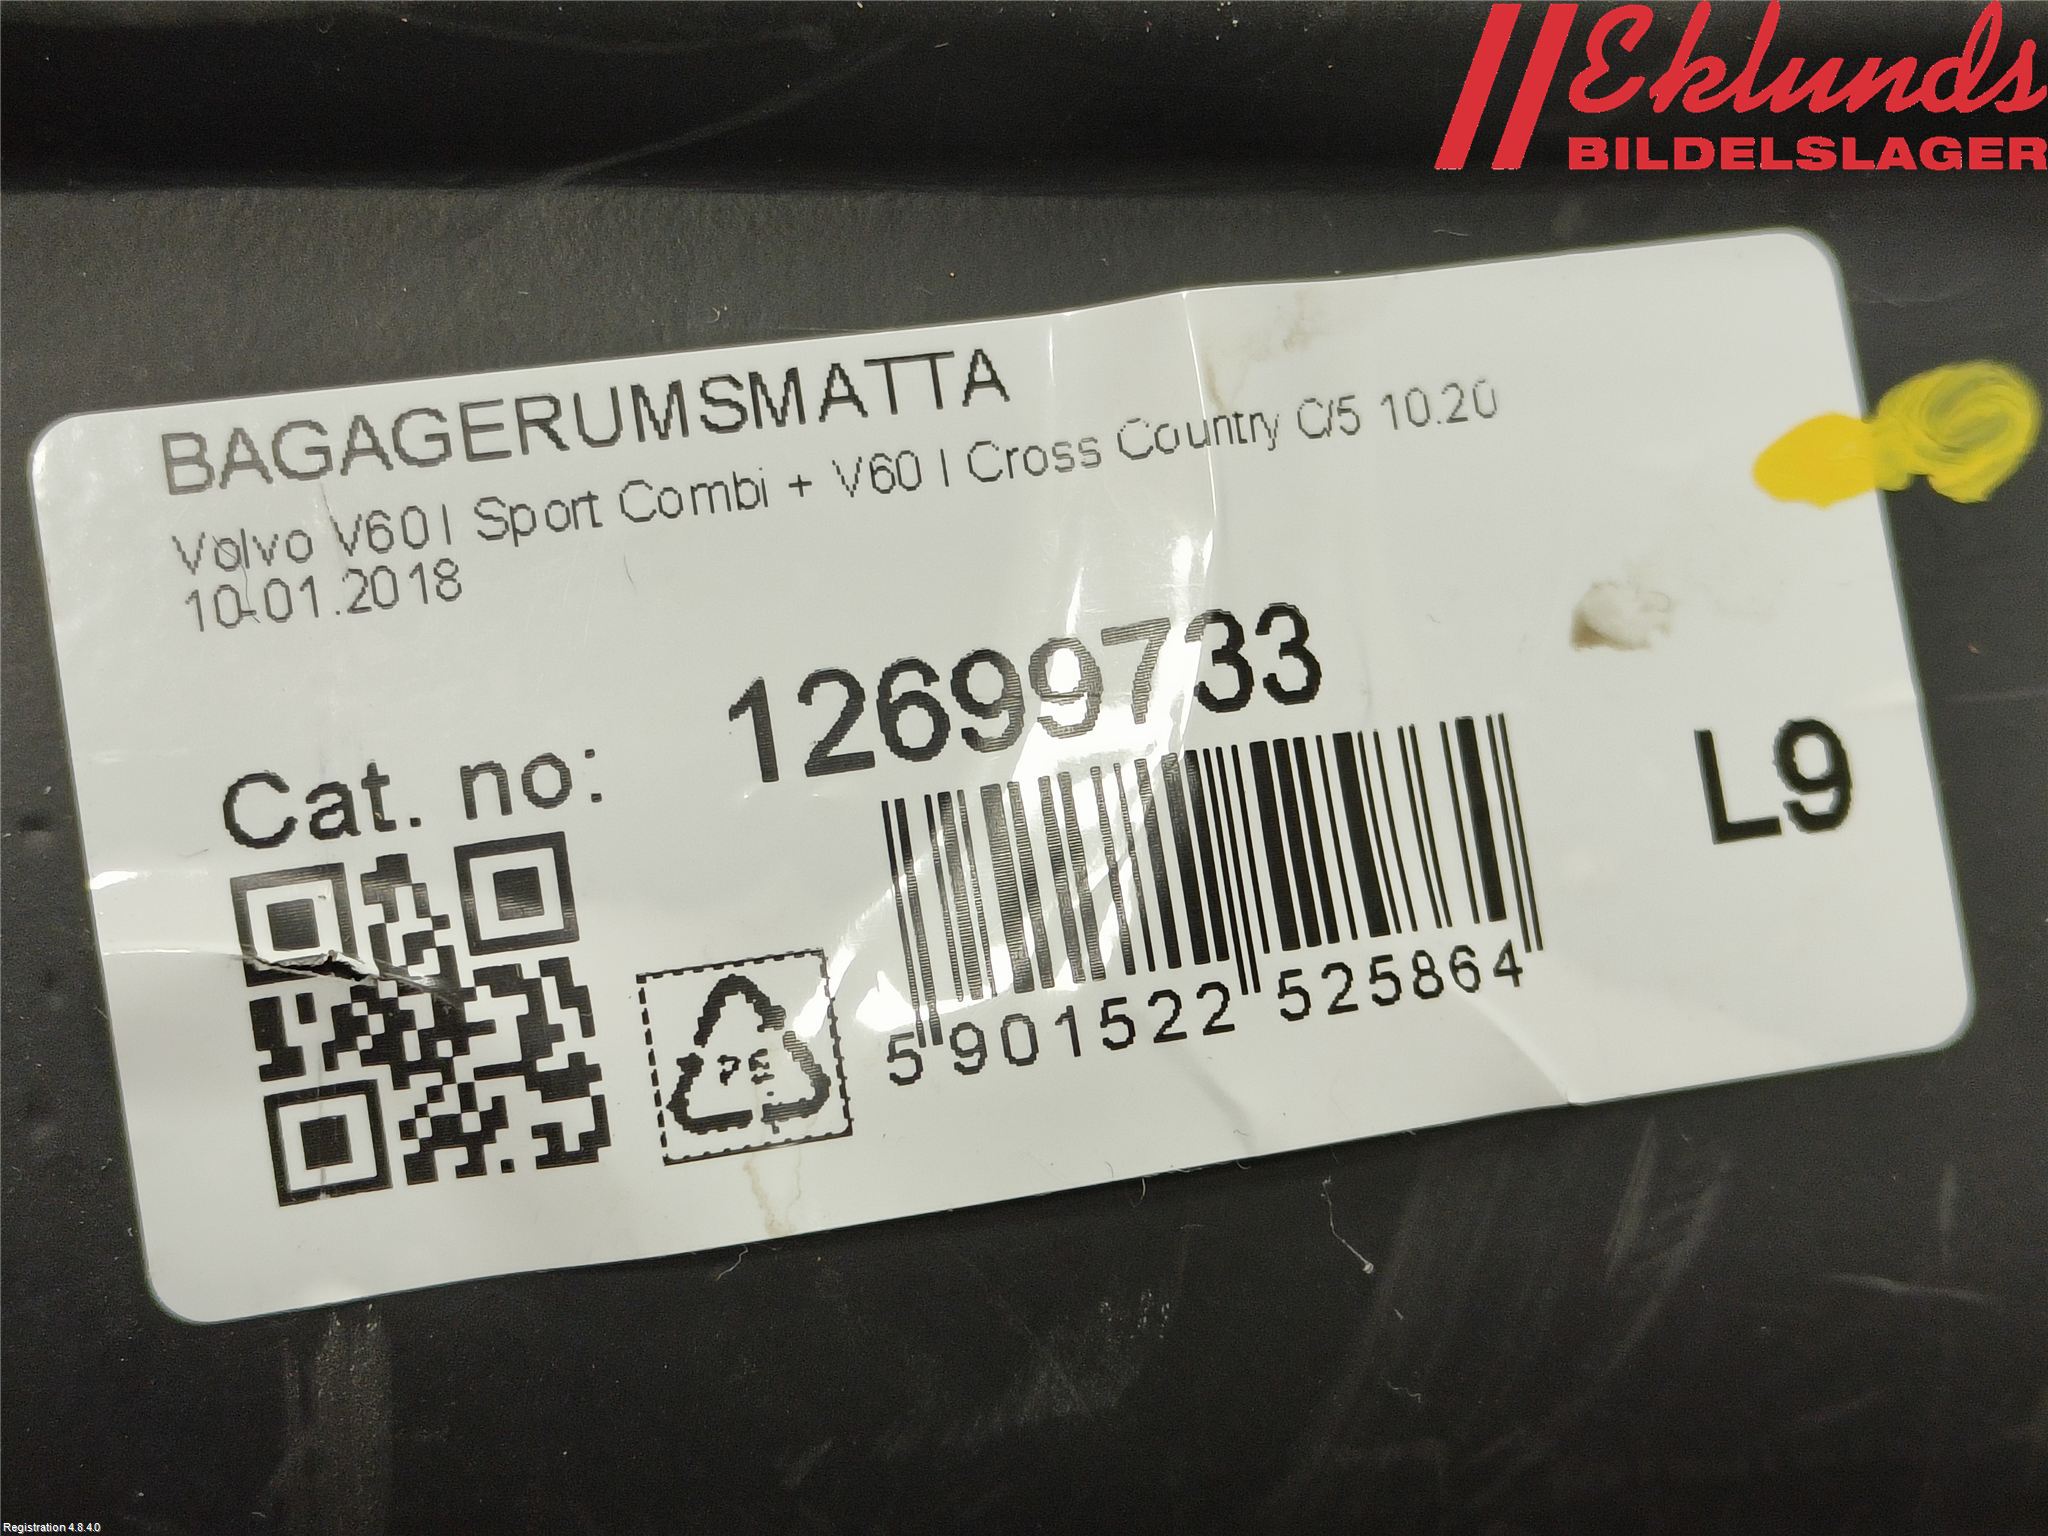 Eklunds
BILDELSLAGER
BAGAGERUMSMATTA
Volvo V60 I Sport Combi + V60 I Cross Country C/5 10.20
10-01.2018
12699733
Cat. no:
L9
PE
5 901522 525864
Registration 4.8.4.0